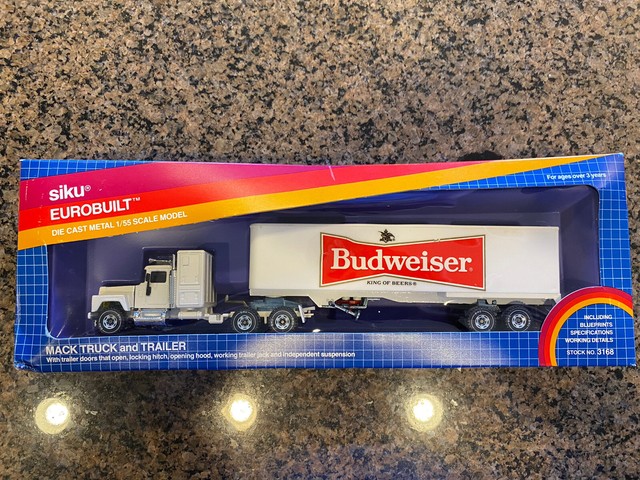 siku®
EUROBUILT™
DIE CAST METAL 1/55 SCALE MODEL
For ages over 3 years
Budweiser®
KING OF BEERS®
MACK TRUCK and TRAILER
With trailer doors that open, locking hitch, opening hood, working trailer jack and independent suspension
INCLUDING
BLUEPRINTS
SPECIFICATIONS
WORKING DETAILS
STOCK NO. 3168